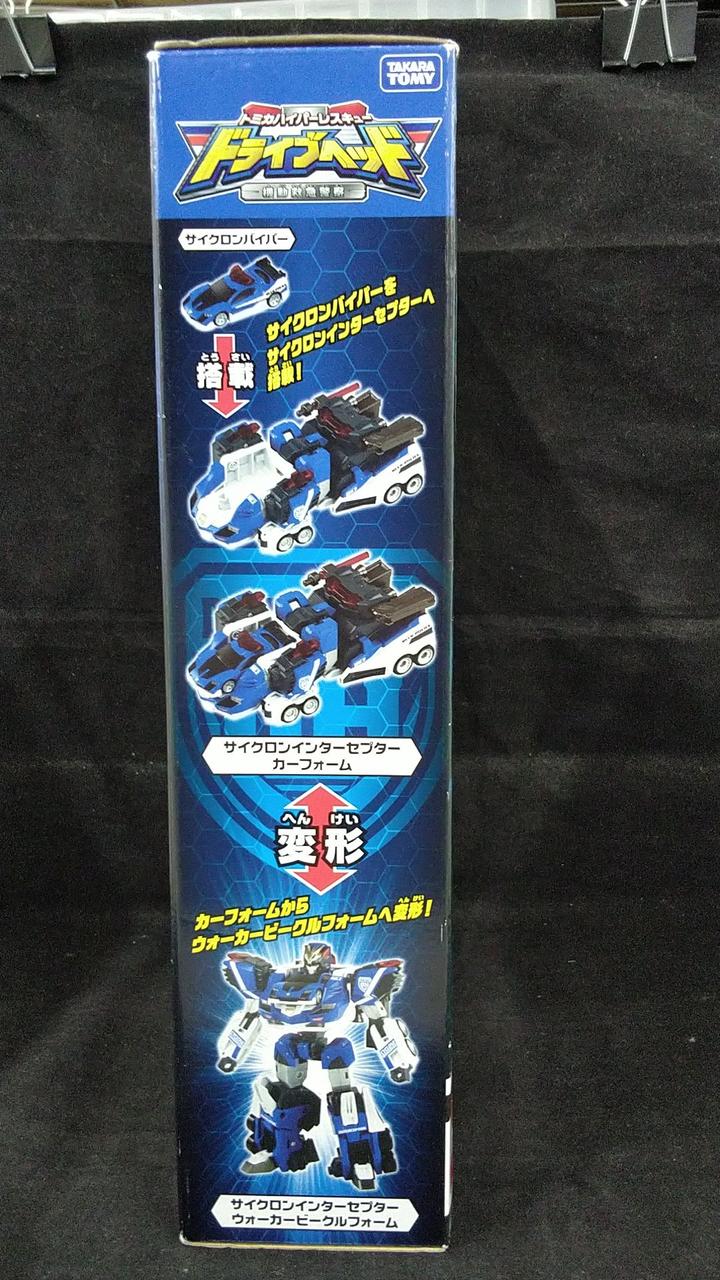 TAKARA
TOMY
トミカハイパーレスキュー
ドライブヘッド
機動救急警察
サイクロンバイパー
サイクロンバイパーを
サイクロンインターセプターへ
搭載!
とう さい
搭載
サイクロンインターセプター
カーフォーム
へん けい
変形
カーフォームから
ウォーカービークルフォームへ変形!
サイクロンインターセプター
ウォーカービークルフォーム